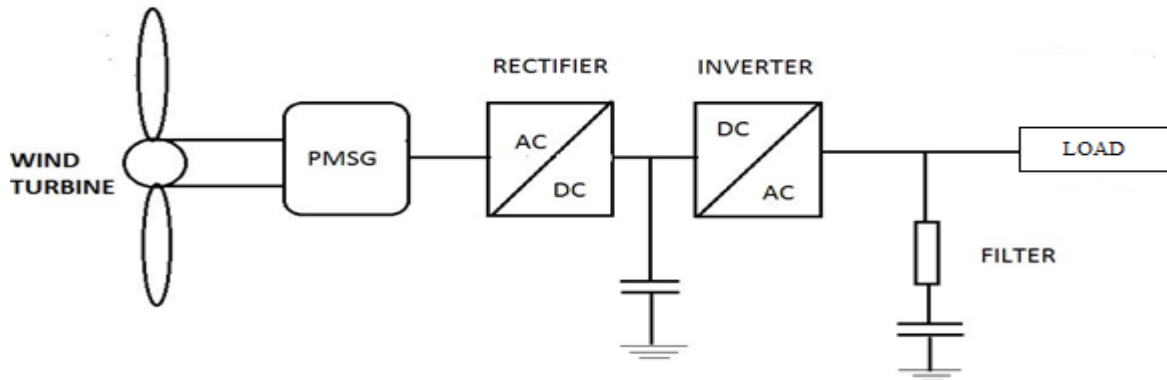 RECTIFIER
INVERTER
WIND
TURBINE
PMSG
AC
DC
DC
AC
LOAD
FILTER